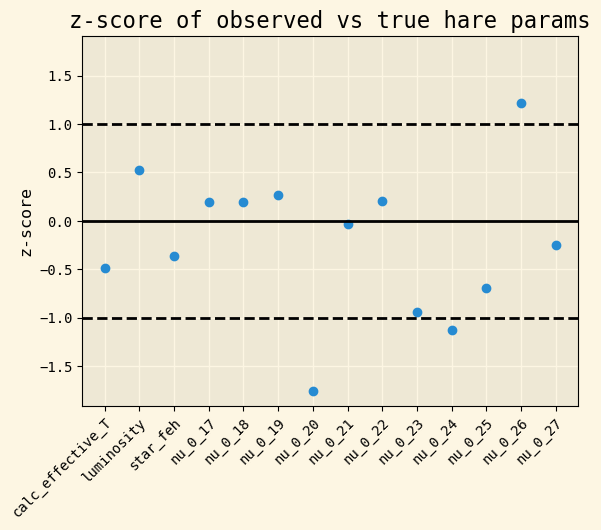 z-score of observed vs true hare params
z-score
1.5
1.0
0.5
0.0
−0.5
−1.0
−1.5
calc_effective_T
luminosity
star_feh
nu_0_17
nu_0_18
nu_0_19
nu_0_20
nu_0_21
nu_0_22
nu_0_23
nu_0_24
nu_0_25
nu_0_26
nu_0_27